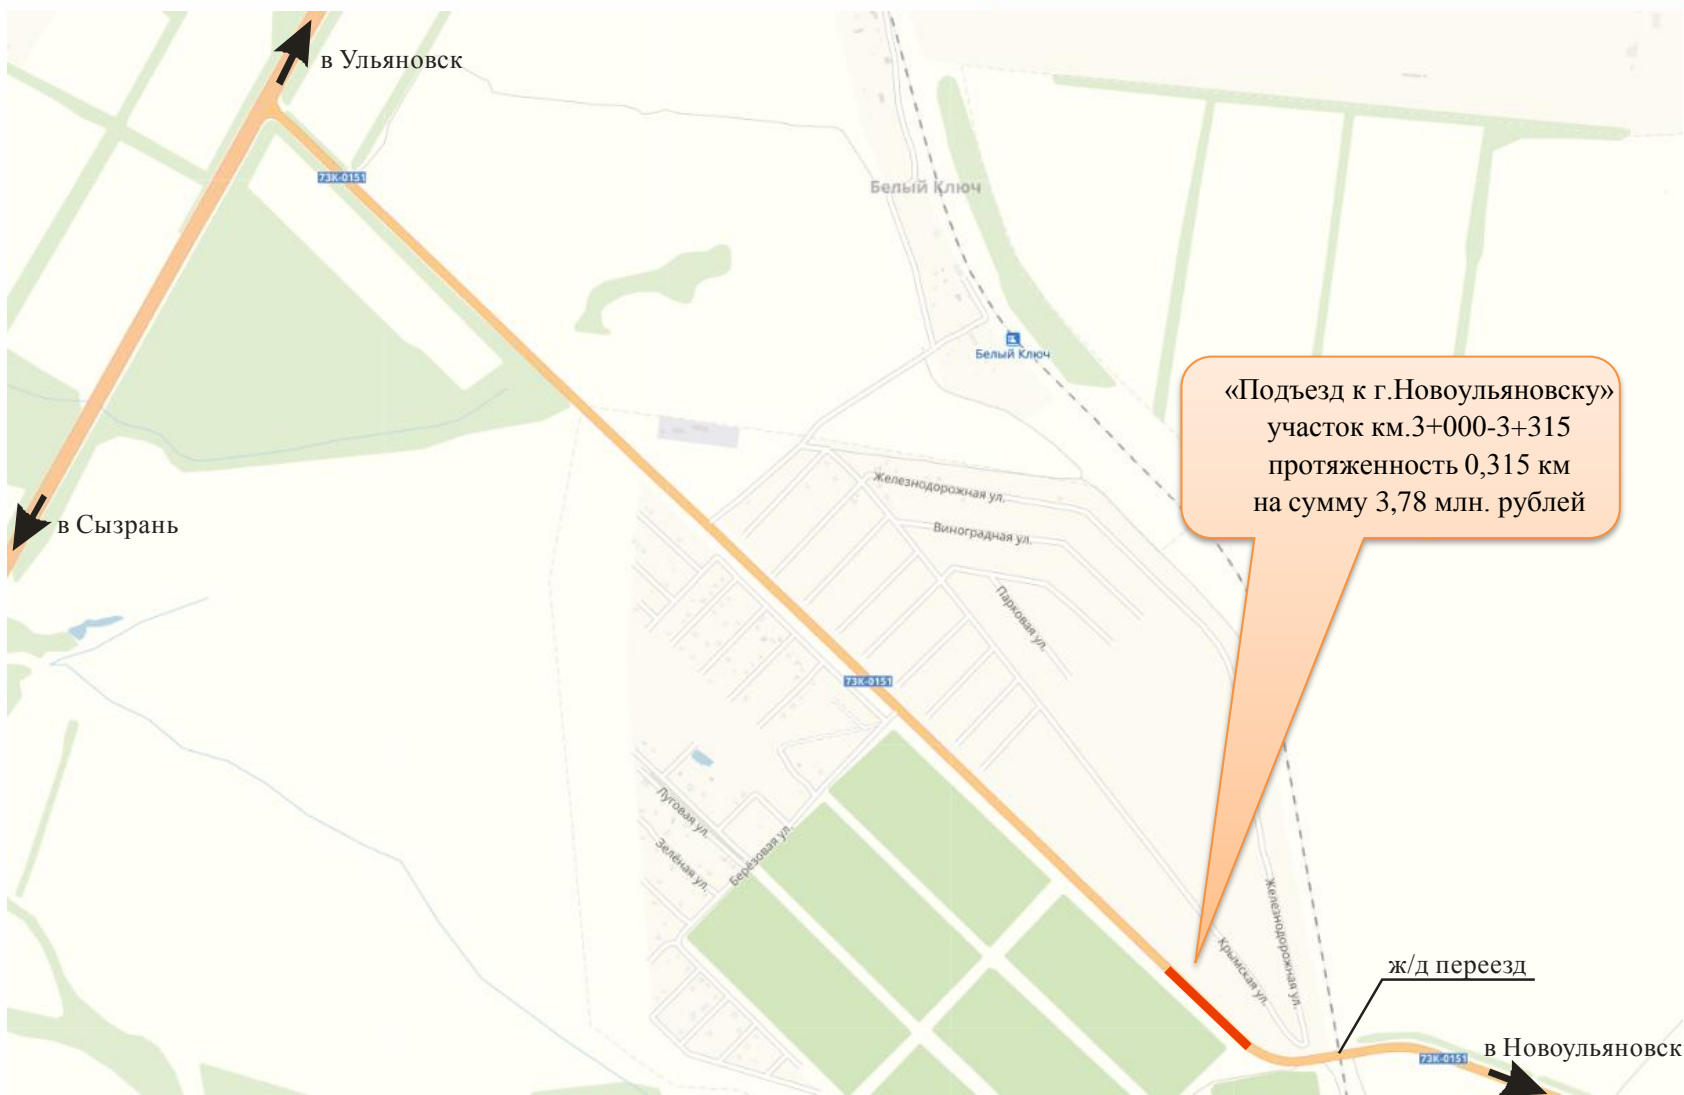 в Ульяновск
73К-0151
Белый Ключ
Белый Ключ
«Подъезд к г.Новоульяновску»
участок км.3+000-3+315
протяженность 0,315 км
на сумму 3,78 млн. рублей
Железнодорожная ул.
в Сызрань
Виноградная ул.
Парковая ул.
73К-0151
Луговая ул.
Зелёная ул.
Берёзовая ул.
Железнодорожная ул.
Крымская ул.
ж/д переезд
в Новоульяновск
73К-0151